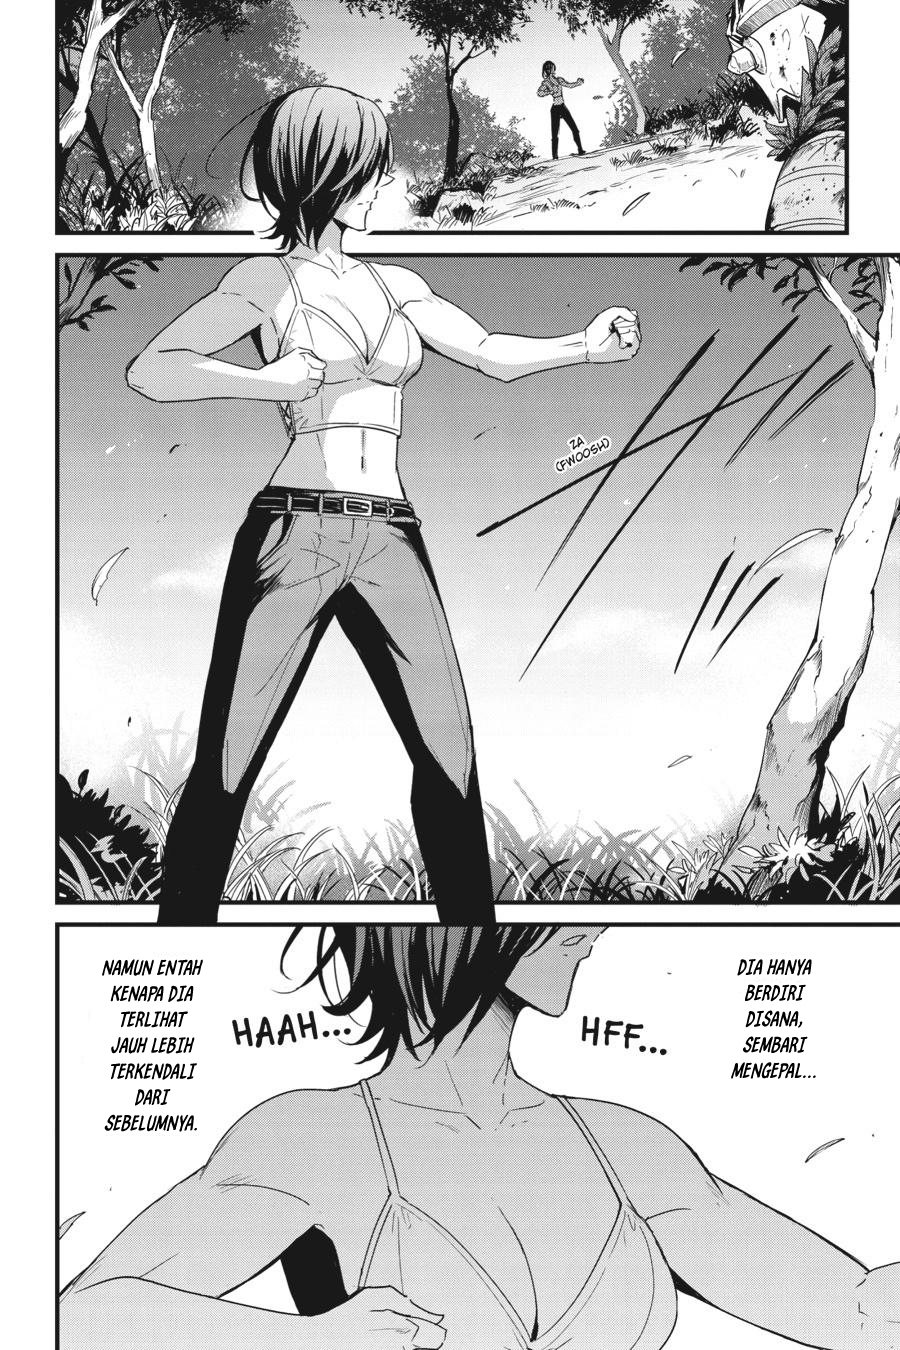 ZA
(FWOOSH)
DIA HANYA
BERDIRI
DISANA,
SEMBARI
MENGEPAL...
HFF...
HAAH...
NAMUN ENTAH
KENAPA DIA
TERLIHAT
JAUH LEBIH
TERKENDALI
DARI
SEBELUMNYA.